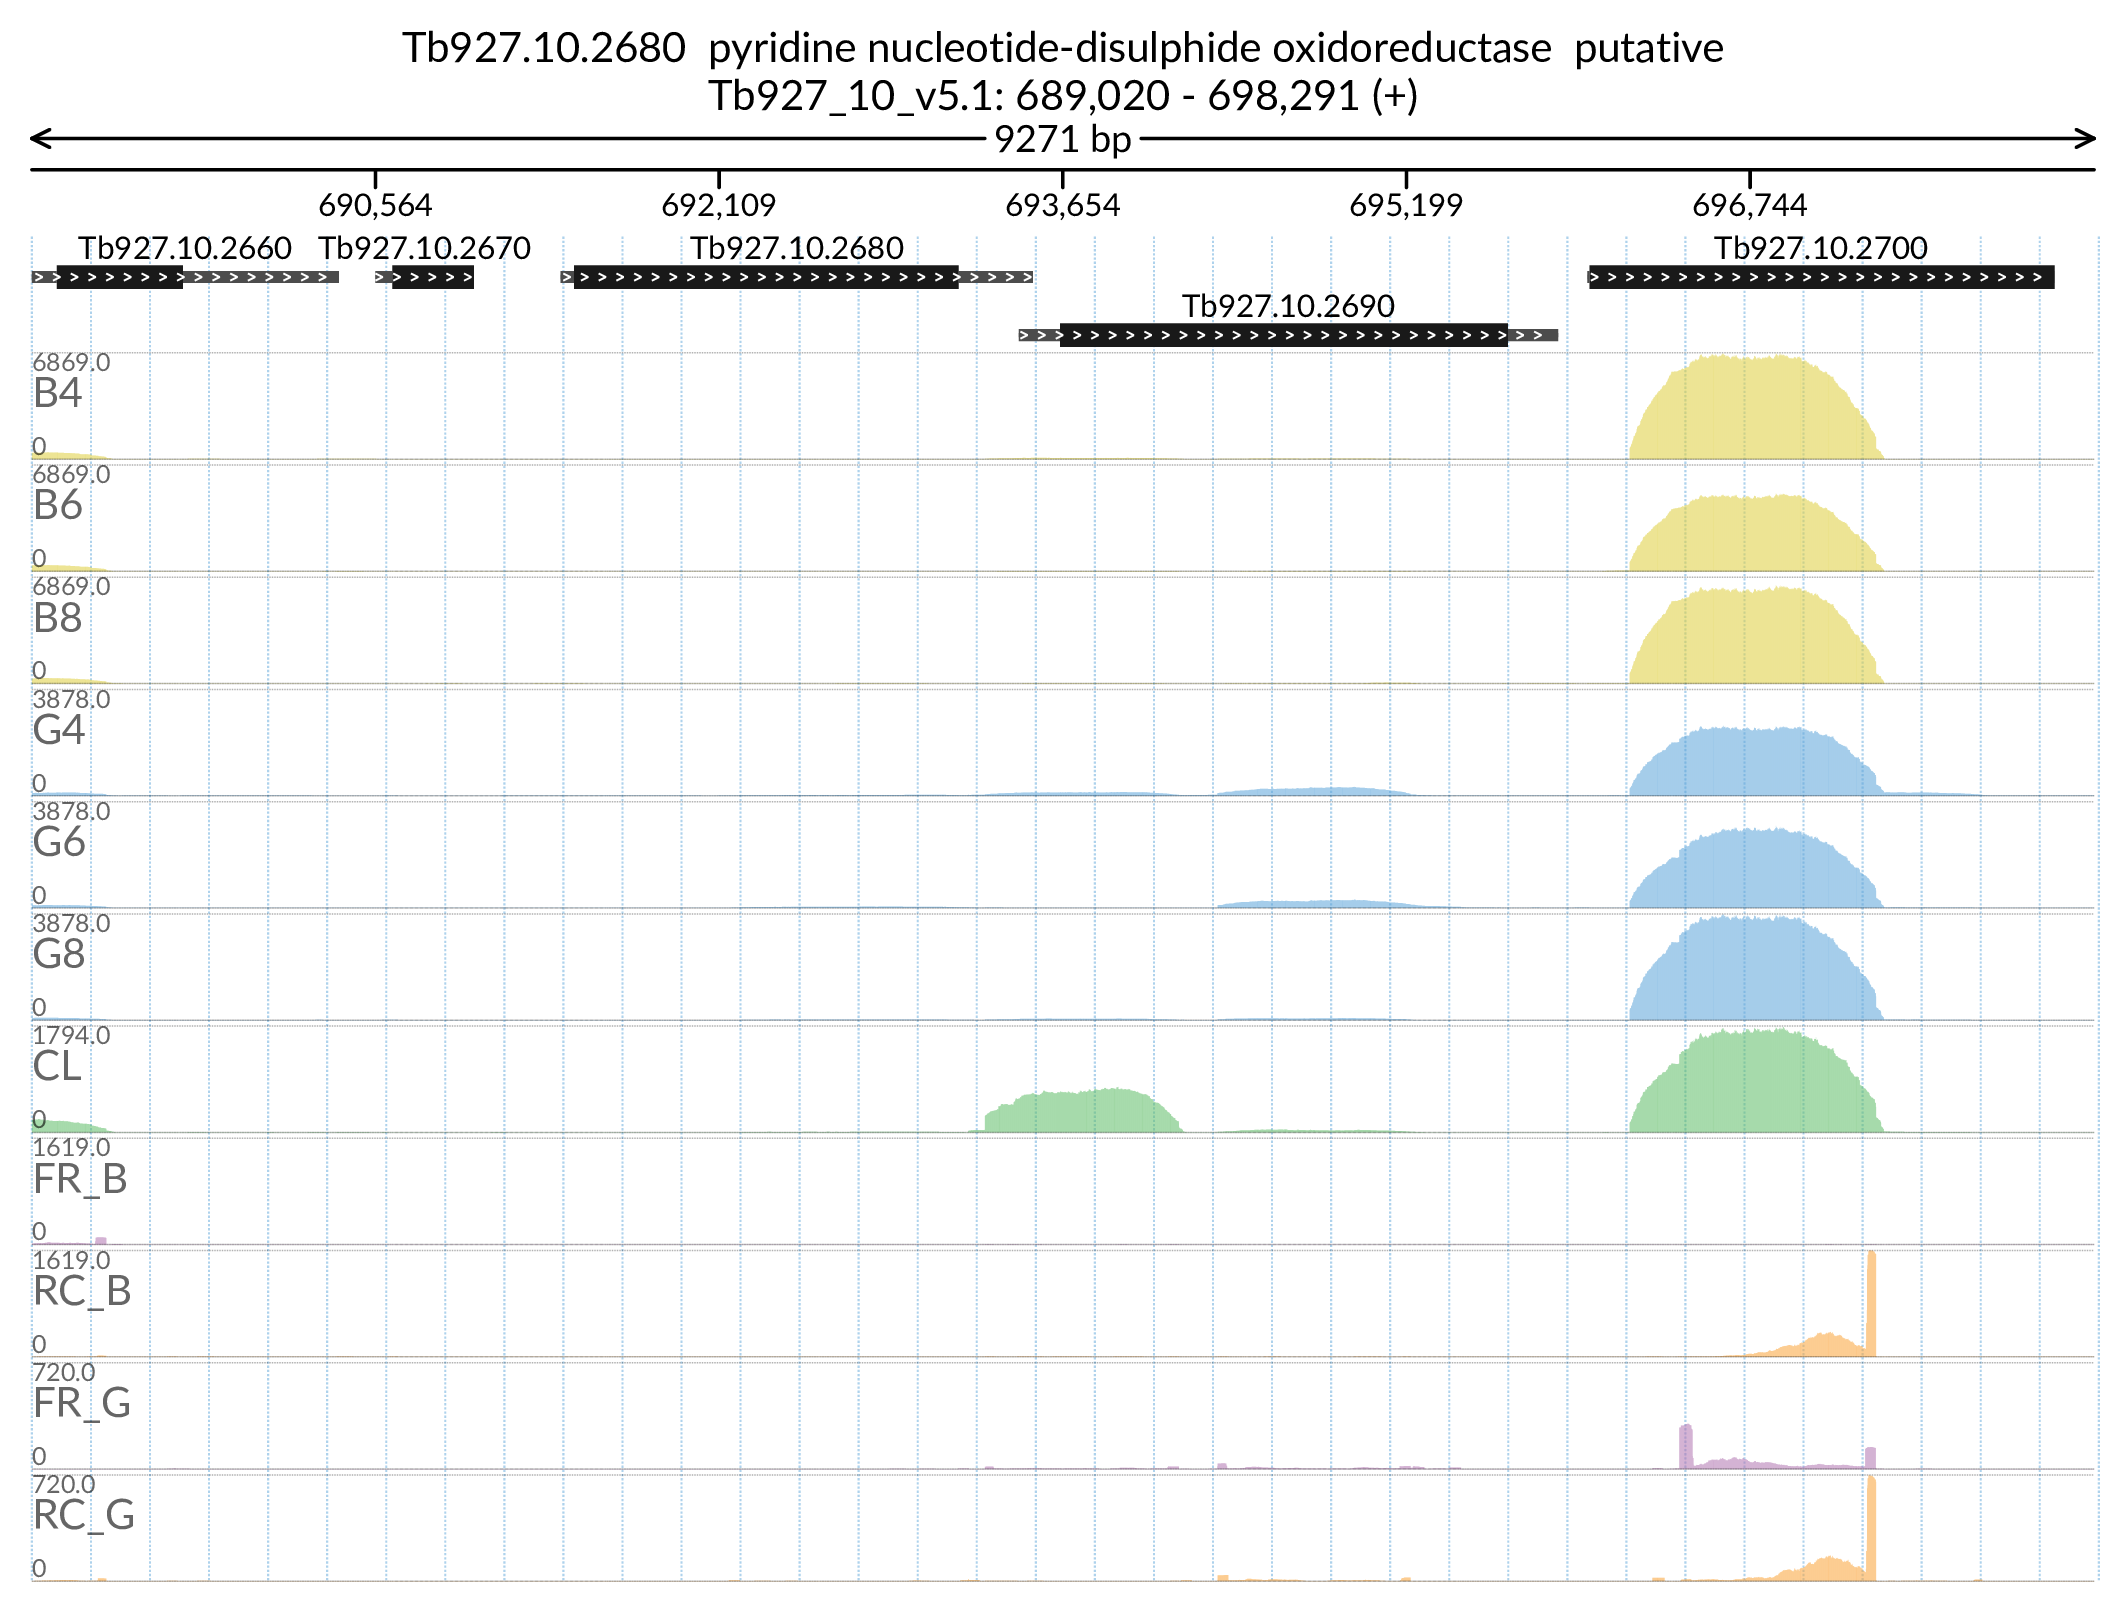 Tb927.10.2680  pyridine nucleotide-disulphide oxidoreductase  putative
Tb927_10_v5.1: 689,020 - 698,291 (+)
9271 bp
690,564 692,109 693,654 695,199 696,744
Tb927.10.2660 Tb927.10.2670 Tb927.10.2680 Tb927.10.2700
Tb927.10.2690
6869.0
B4
0
6869.0
B6
0
6869.0
B8
0
3878.0
G4
0
3878.0
G6
0
3878.0
G8
0
1794.0
CL
0
1619.0
FR_B
0
1619.0
RC_B
0
720.0
FR_G
0
720.0
RC_G
0